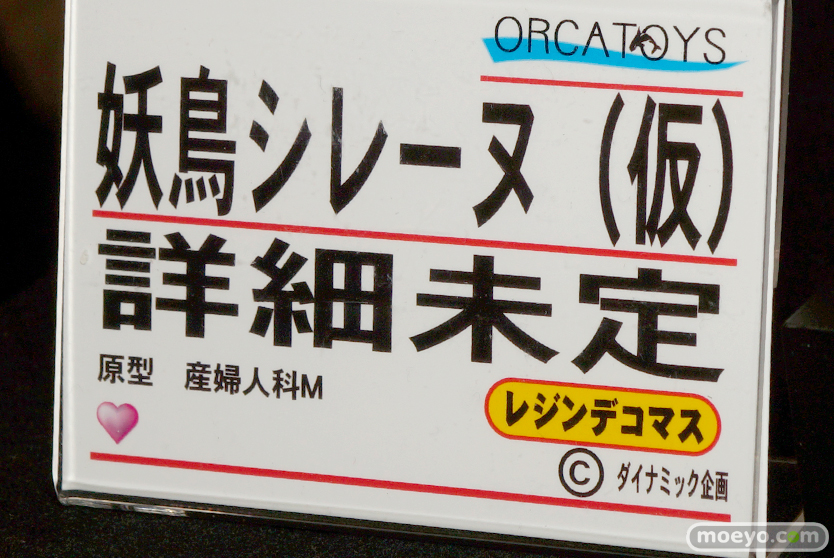 ORCATOYS
妖鳥シレーヌ（仮）
詳細未定
原型　産婦人科M
レジンデコマス
©ダイナミック企画
moeyo.com